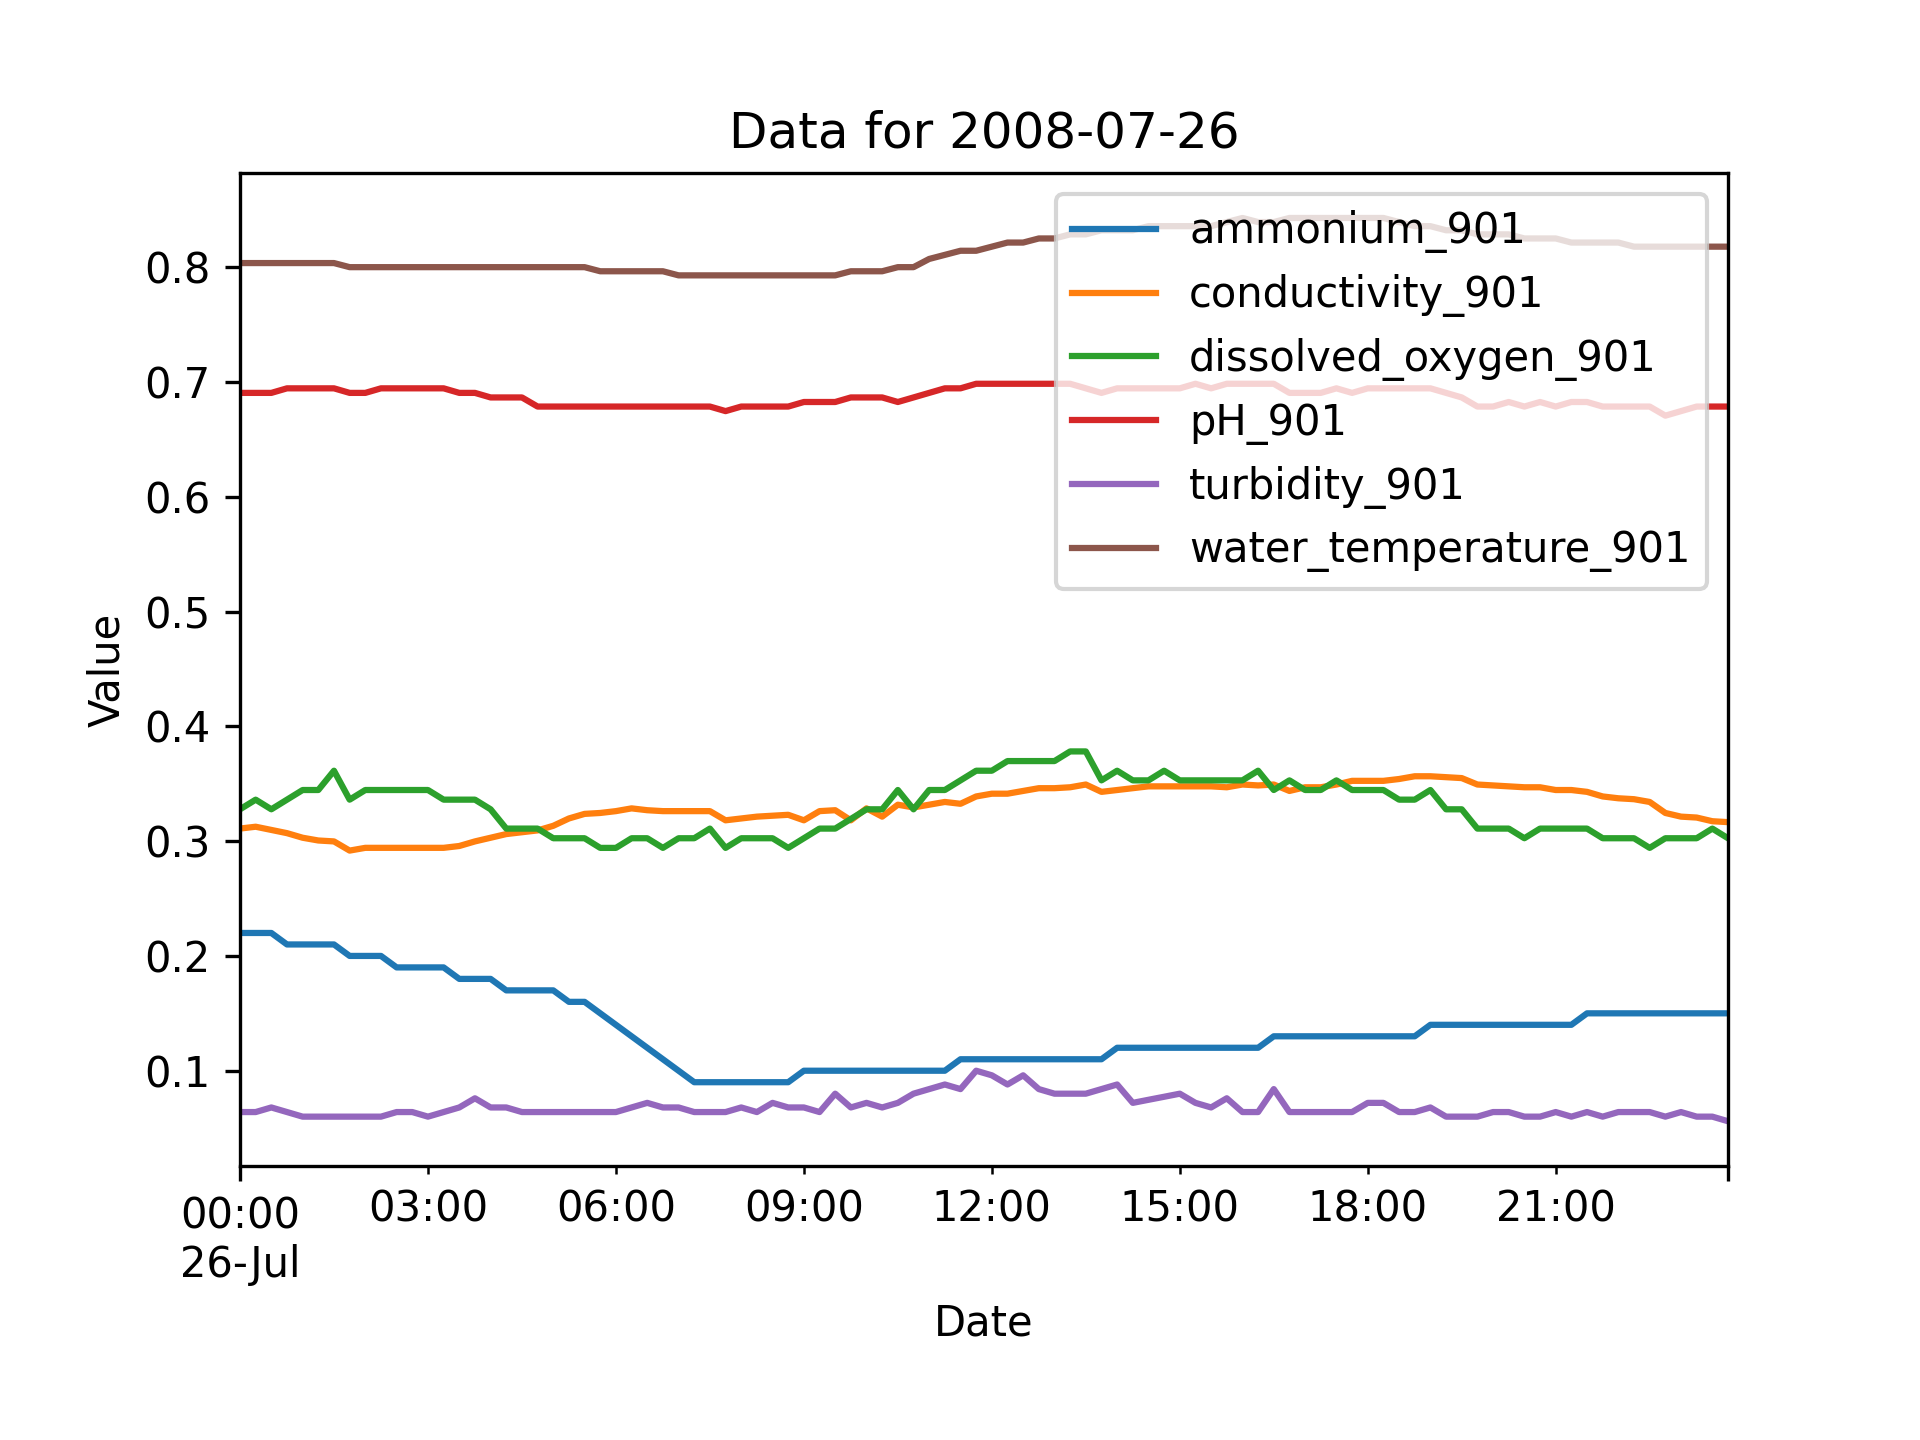 Data for 2008-07-26
ammonium_901
conductivity_901
dissolved_oxygen_901
pH_901
turbidity_901
water_temperature_901
0.8
0.7
0.6
0.5
0.4
0.3
0.2
0.1
Value
00:00 03:00 06:00 09:00 12:00 15:00 18:00 21:00
26-Jul
Date